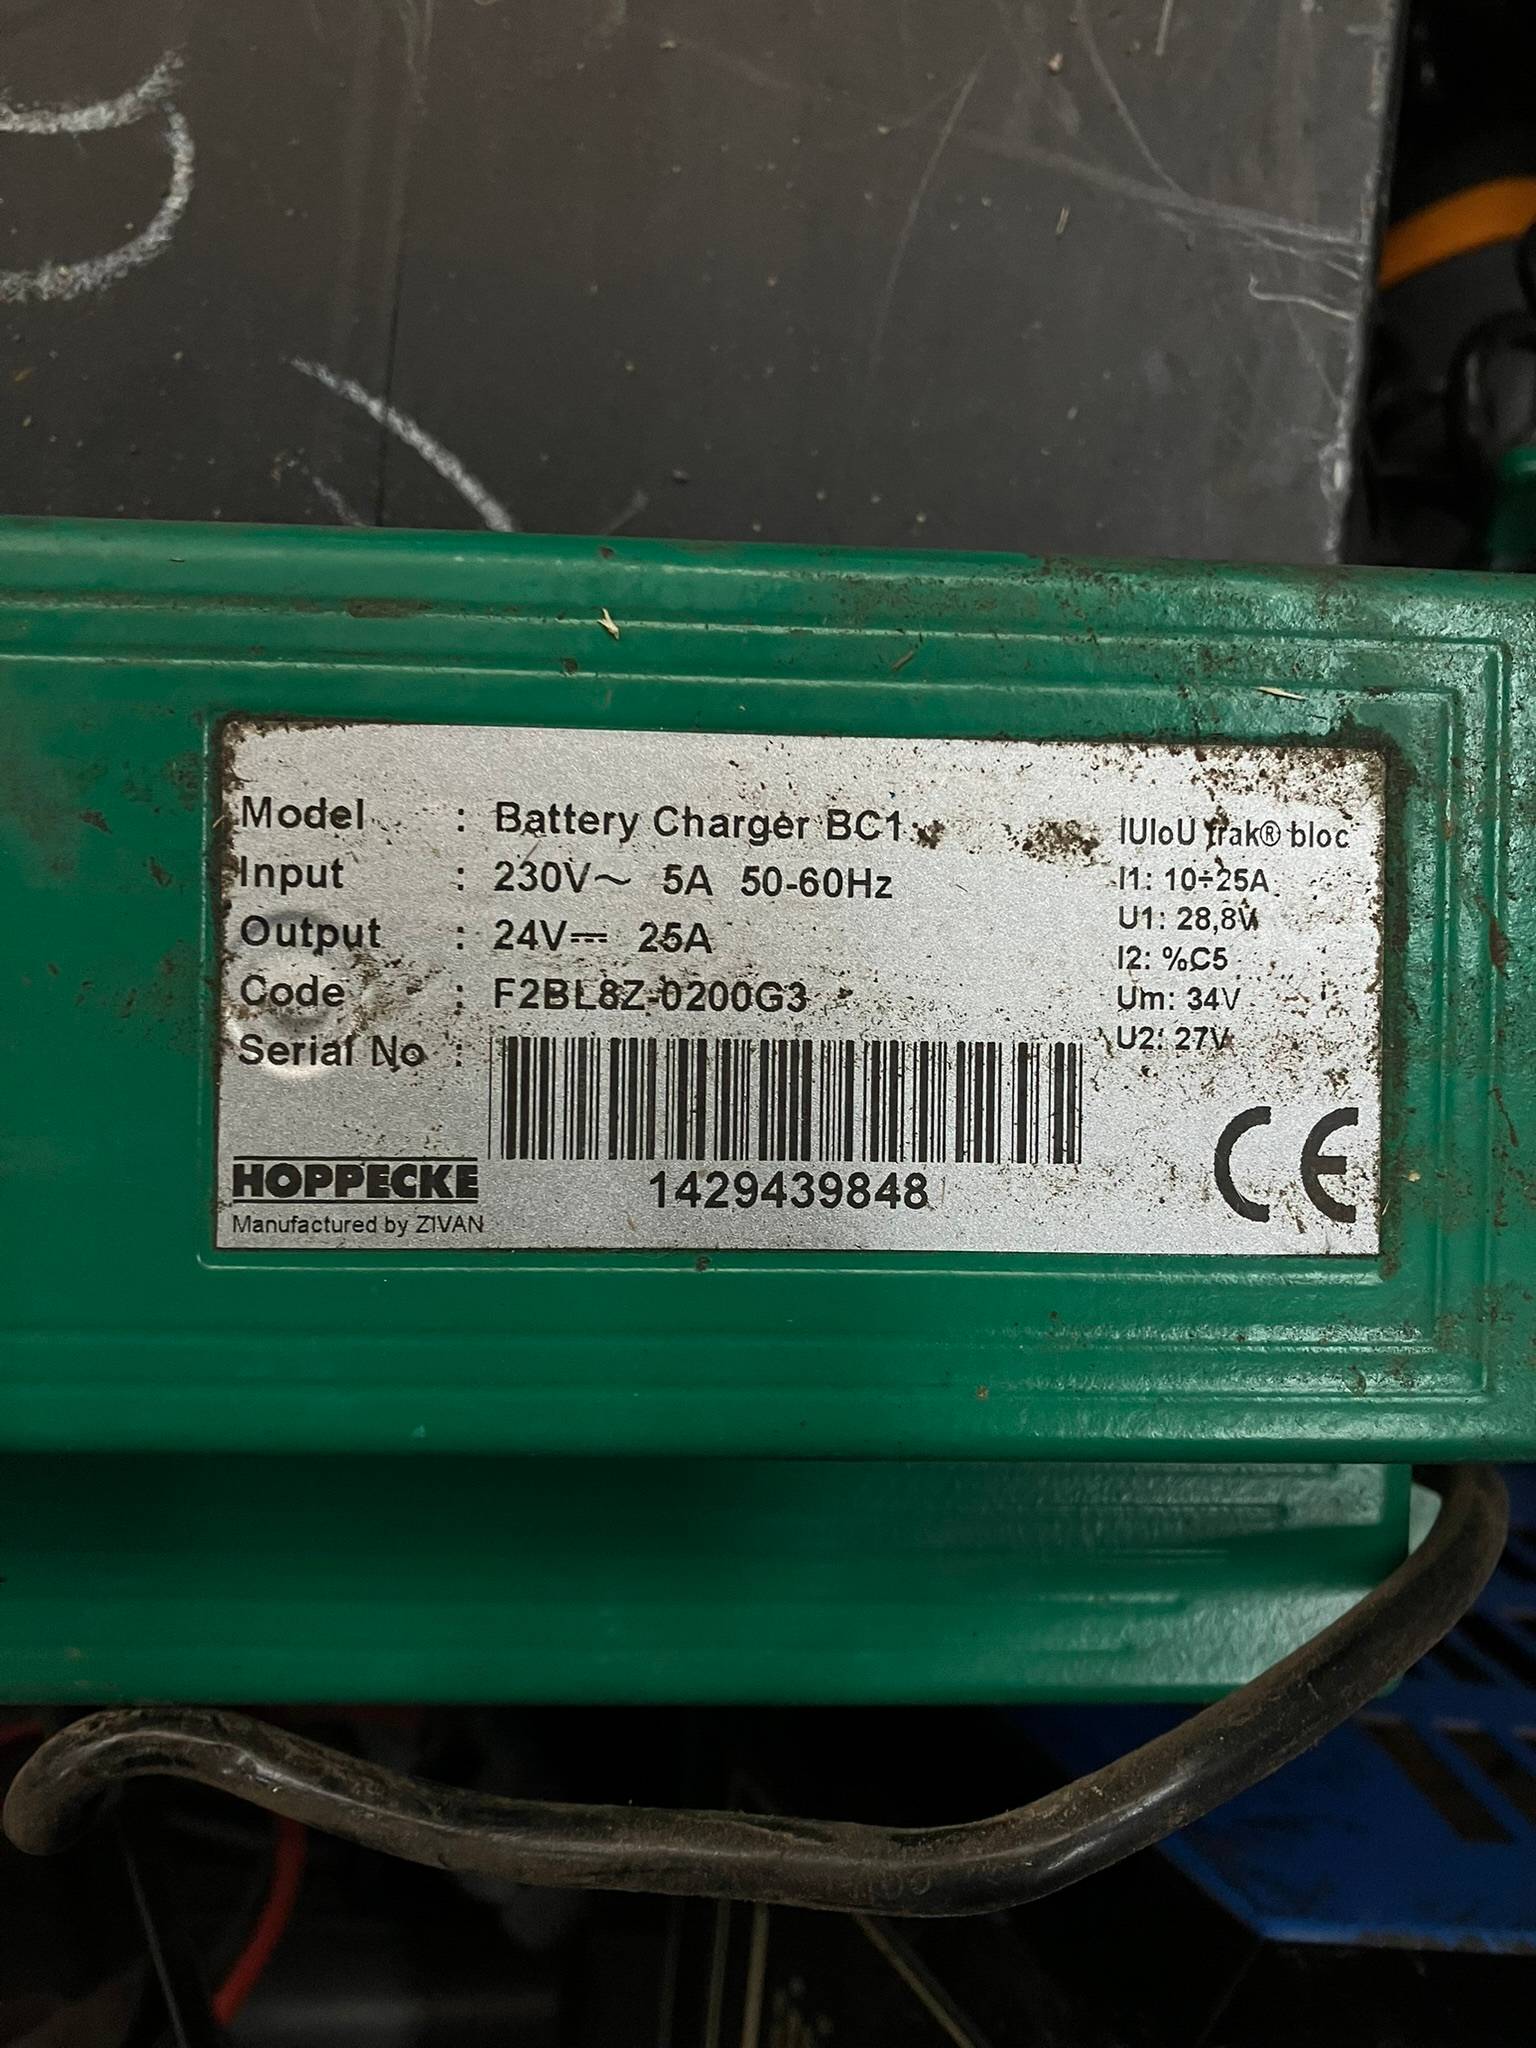 Model : Battery Charger BC1
Input : 230V~ 5A 50-60Hz
Output : 24V⎓ 25A
Code : F2BL8Z-0200G3
Serial No :
1429439848
HOPPECKE
Manufactured by ZIVAN
IUIoU trak® bloc
I1: 10÷25A
U1: 28,8V
I2: %C5
Um: 34V
U2: 27V
CE